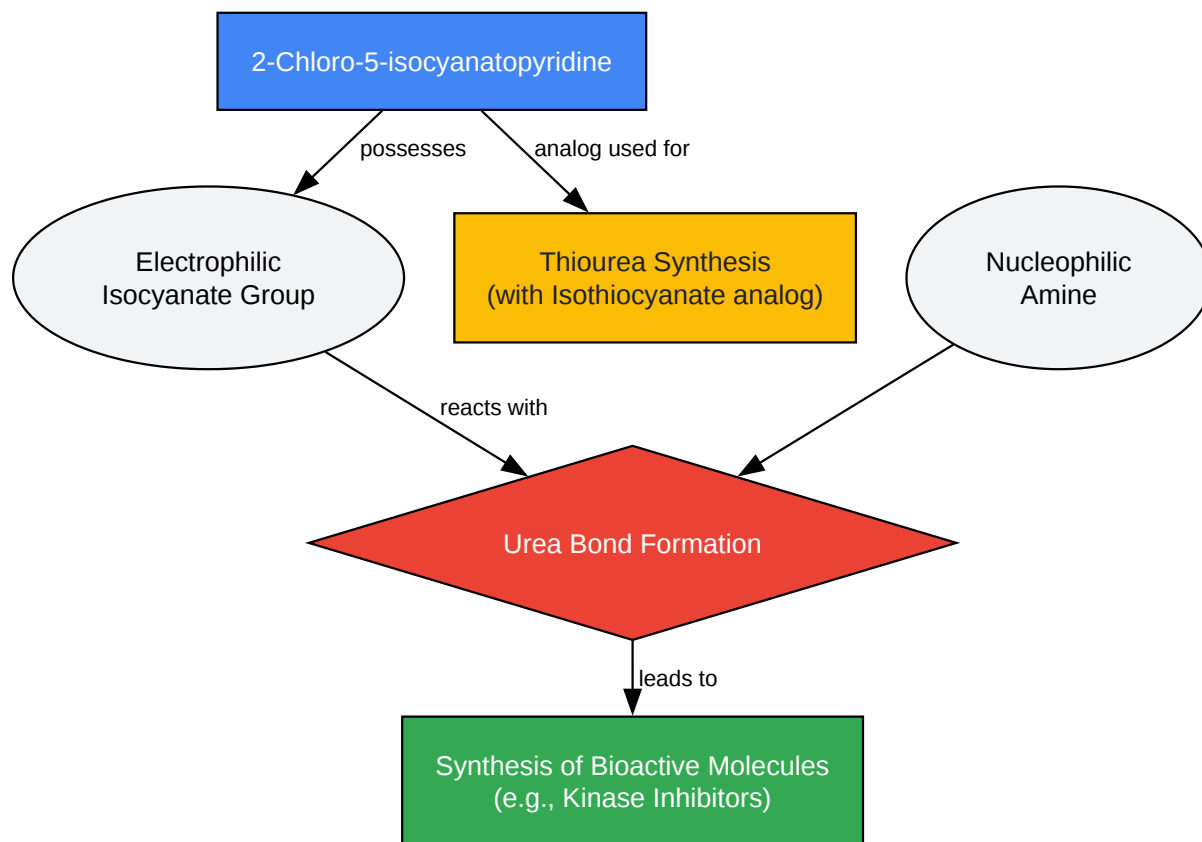 2-Chloro-5-isocyanatopyridine
possesses
analog used for
Electrophilic
Isocyanate Group
Thiourea Synthesis
(with Isothiocyanate analog)
Nucleophilic
Amine
reacts with
Urea Bond Formation
leads to
Synthesis of Bioactive Molecules
(e.g., Kinase Inhibitors)